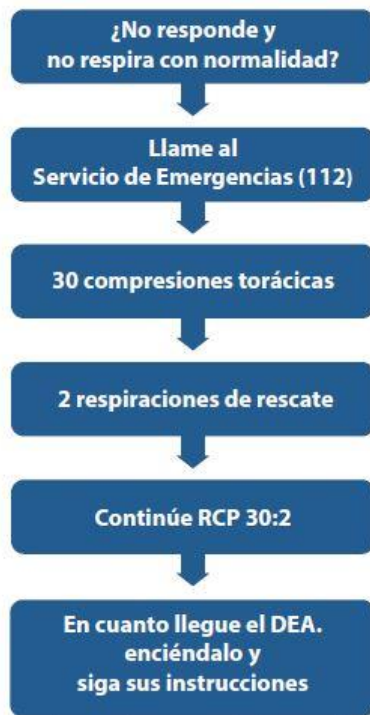 ¿No responde y
no respira con normalidad?
Llame al
Servicio de Emergencias (112)
30 compresiones torácicas
2 respiraciones de rescate
Continúe RCP 30:2
En cuanto llegue el DEA.
enciéndalo y
siga sus instrucciones